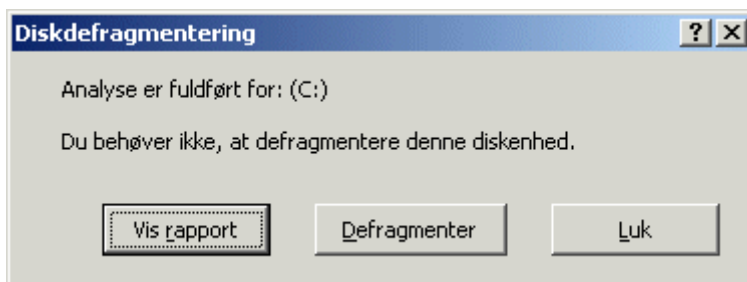 Diskdefragmentering
Analyse er fuldført for: (C:)
Du behøver ikke, at defragmentere denne diskenhed.
Vis rapport Defragmenter Luk